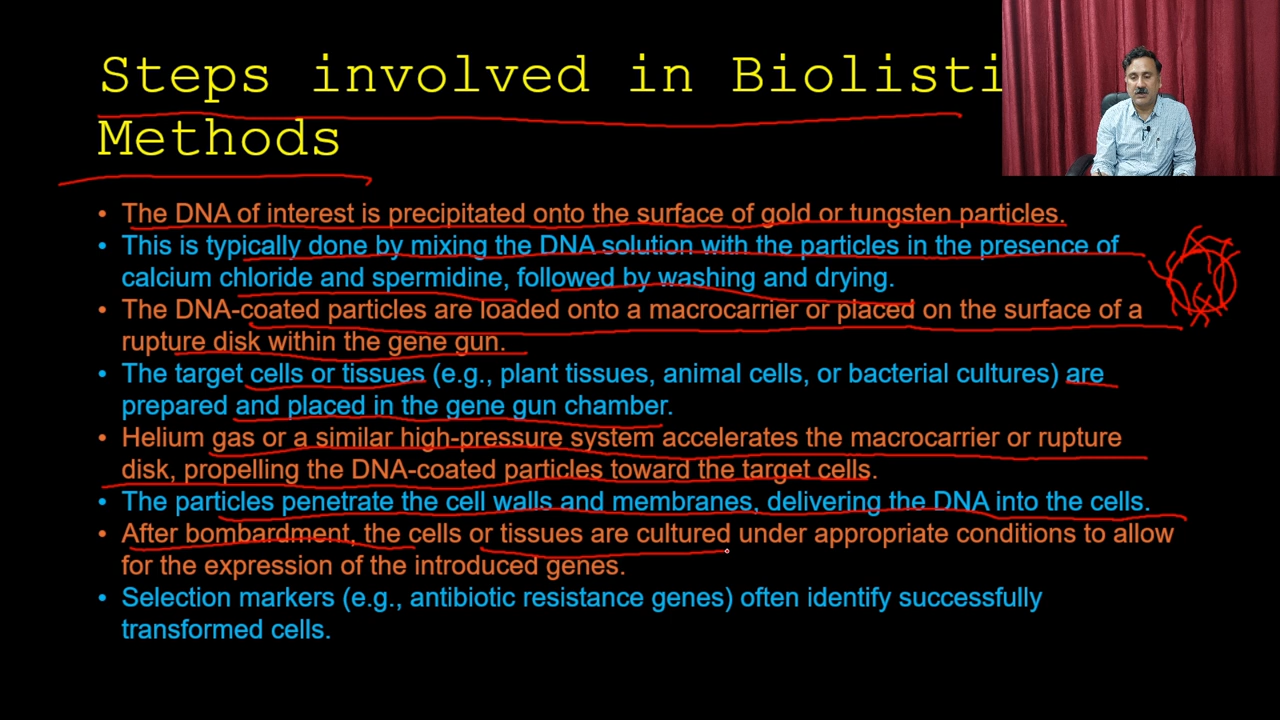 Steps involved in Biolisti
Methods
• The DNA of interest is precipitated onto the surface of gold or tungsten particles.
• This is typically done by mixing the DNA solution with the particles in the presence of
calcium chloride and spermidine, followed by washing and drying.
• The DNA-coated particles are loaded onto a macrocarrier or placed on the surface of a
rupture disk within the gene gun.
• The target cells or tissues (e.g., plant tissues, animal cells, or bacterial cultures) are
prepared and placed in the gene gun chamber.
• Helium gas or a similar high-pressure system accelerates the macrocarrier or rupture
disk, propelling the DNA-coated particles toward the target cells.
• The particles penetrate the cell walls and membranes, delivering the DNA into the cells.
• After bombardment, the cells or tissues are cultured under appropriate conditions to allow
for the expression of the introduced genes.
• Selection markers (e.g., antibiotic resistance genes) often identify successfully
transformed cells.